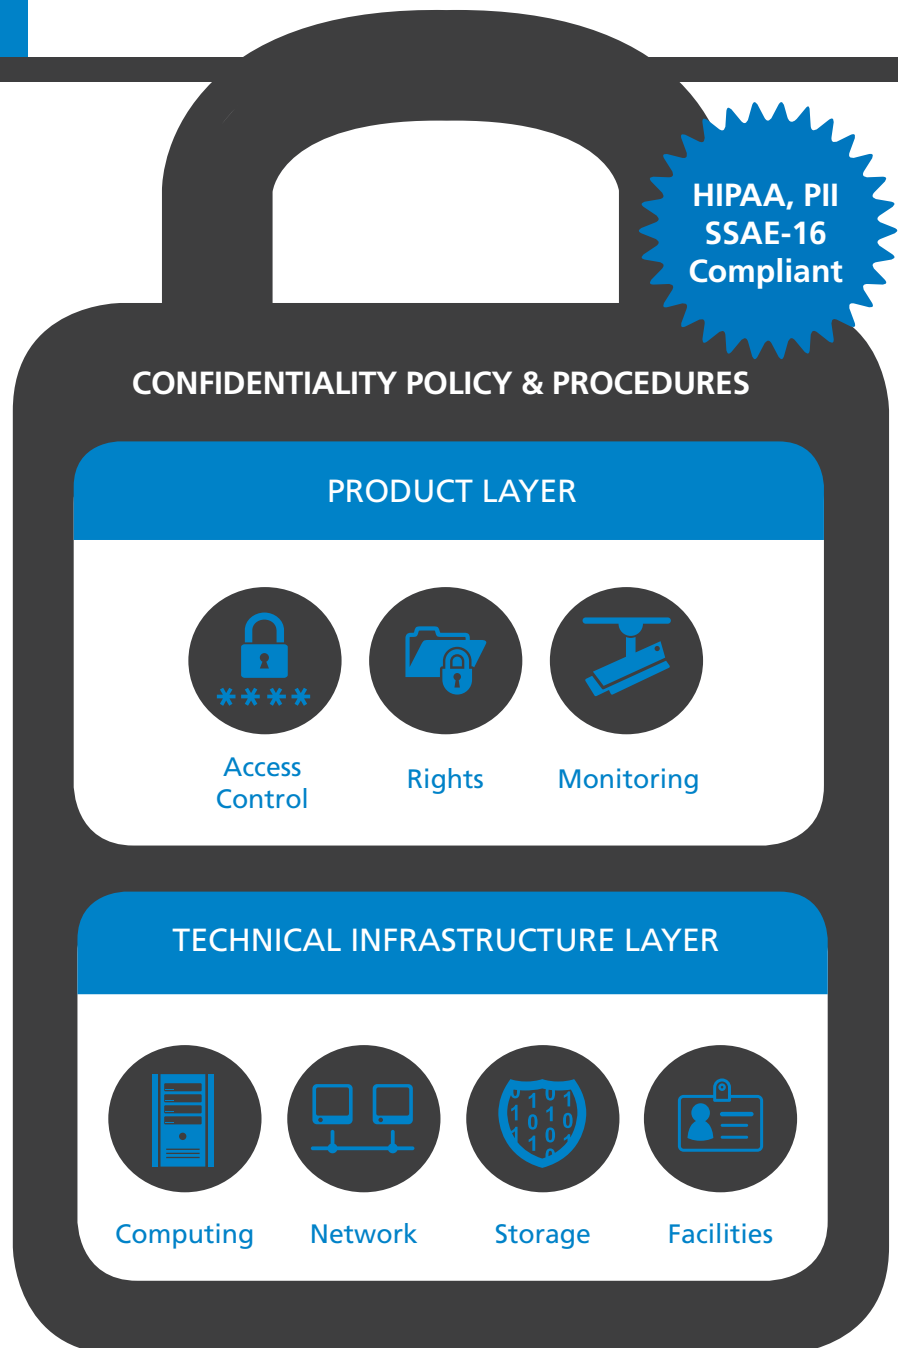 HIPAA, PII
SSAE-16
Compliant
CONFIDENTIALITY POLICY & PROCEDURES
PRODUCT LAYER
****
Access
Control
Rights
Monitoring
TECHNICAL INFRASTRUCTURE LAYER
Computing
Network
Storage
Facilities